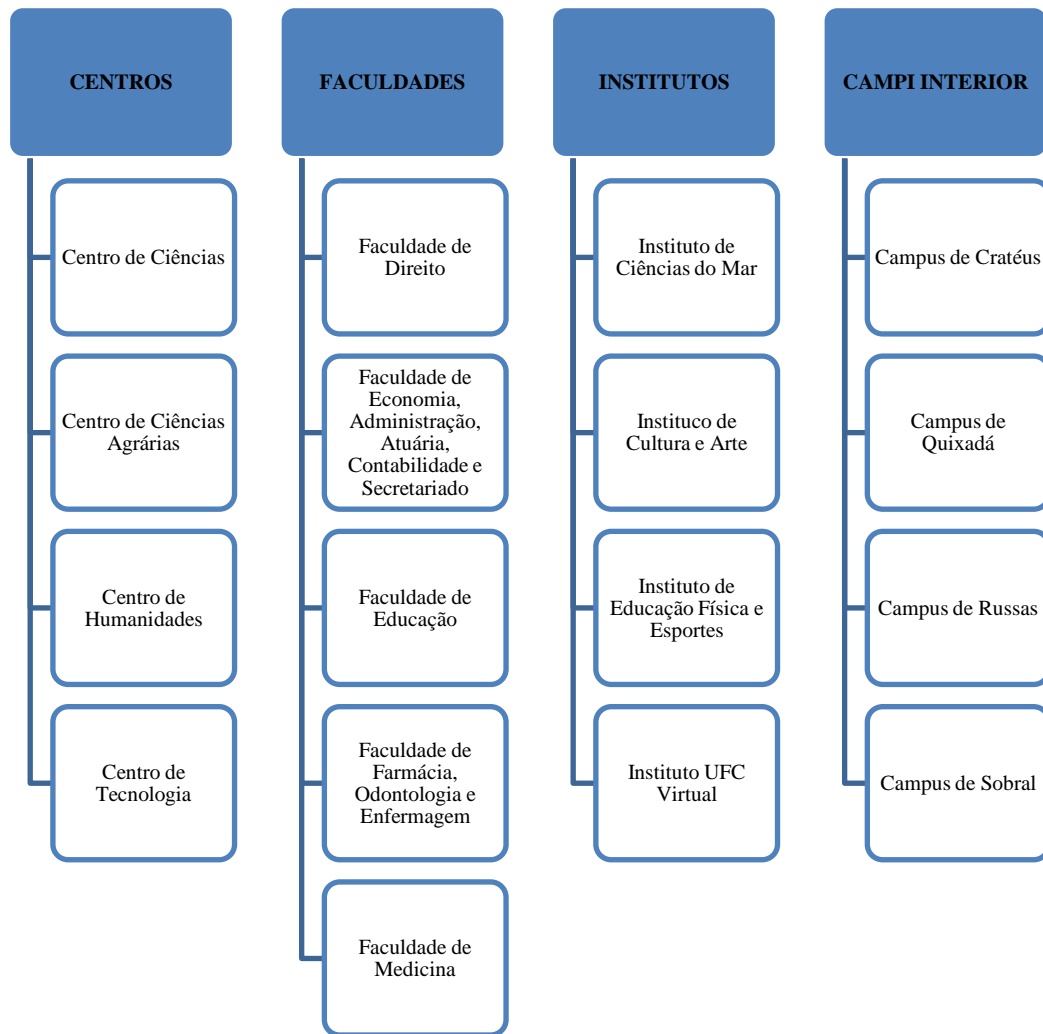 CENTROS
Centro de Ciências
Centro de Ciências
Agrárias
Centro de
Humanidades
Centro de
Tecnologia
FACULDADES
Faculdade de
Direito
Faculdade de
Economia,
Administração,
Atuária,
Contabilidade e
Secretariado
Faculdade de
Educação
Faculdade de
Farmácia,
Odontologia e
Enfermagem
Faculdade de
Medicina
INSTITUTOS
Instituto de
Ciências do Mar
Instituco de
Cultura e Arte
Instituto de
Educação Física e
Esportes
Instituto UFC
Virtual
CAMPI INTERIOR
Campus de Cratéus
Campus de
Quixadá
Campus de Russas
Campus de Sobral